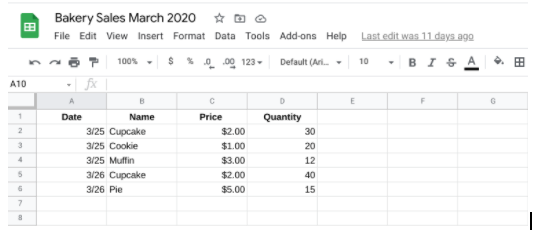 Bakery Sales March 2020
File Edit View Insert Format Data Tools Add-ons Help Last edit was 11 days ago
100% $ % .0 .00 123 Default (Ari... 10 B I S A
A10 fx
A B C D E F G
1 Date Name Price Quantity
2 3/25 Cupcake $2.00 30
3 3/25 Cookie $1.00 20
4 3/25 Muffin $3.00 12
5 3/26 Cupcake $2.00 40
6 3/26 Pie $5.00 15
7
8